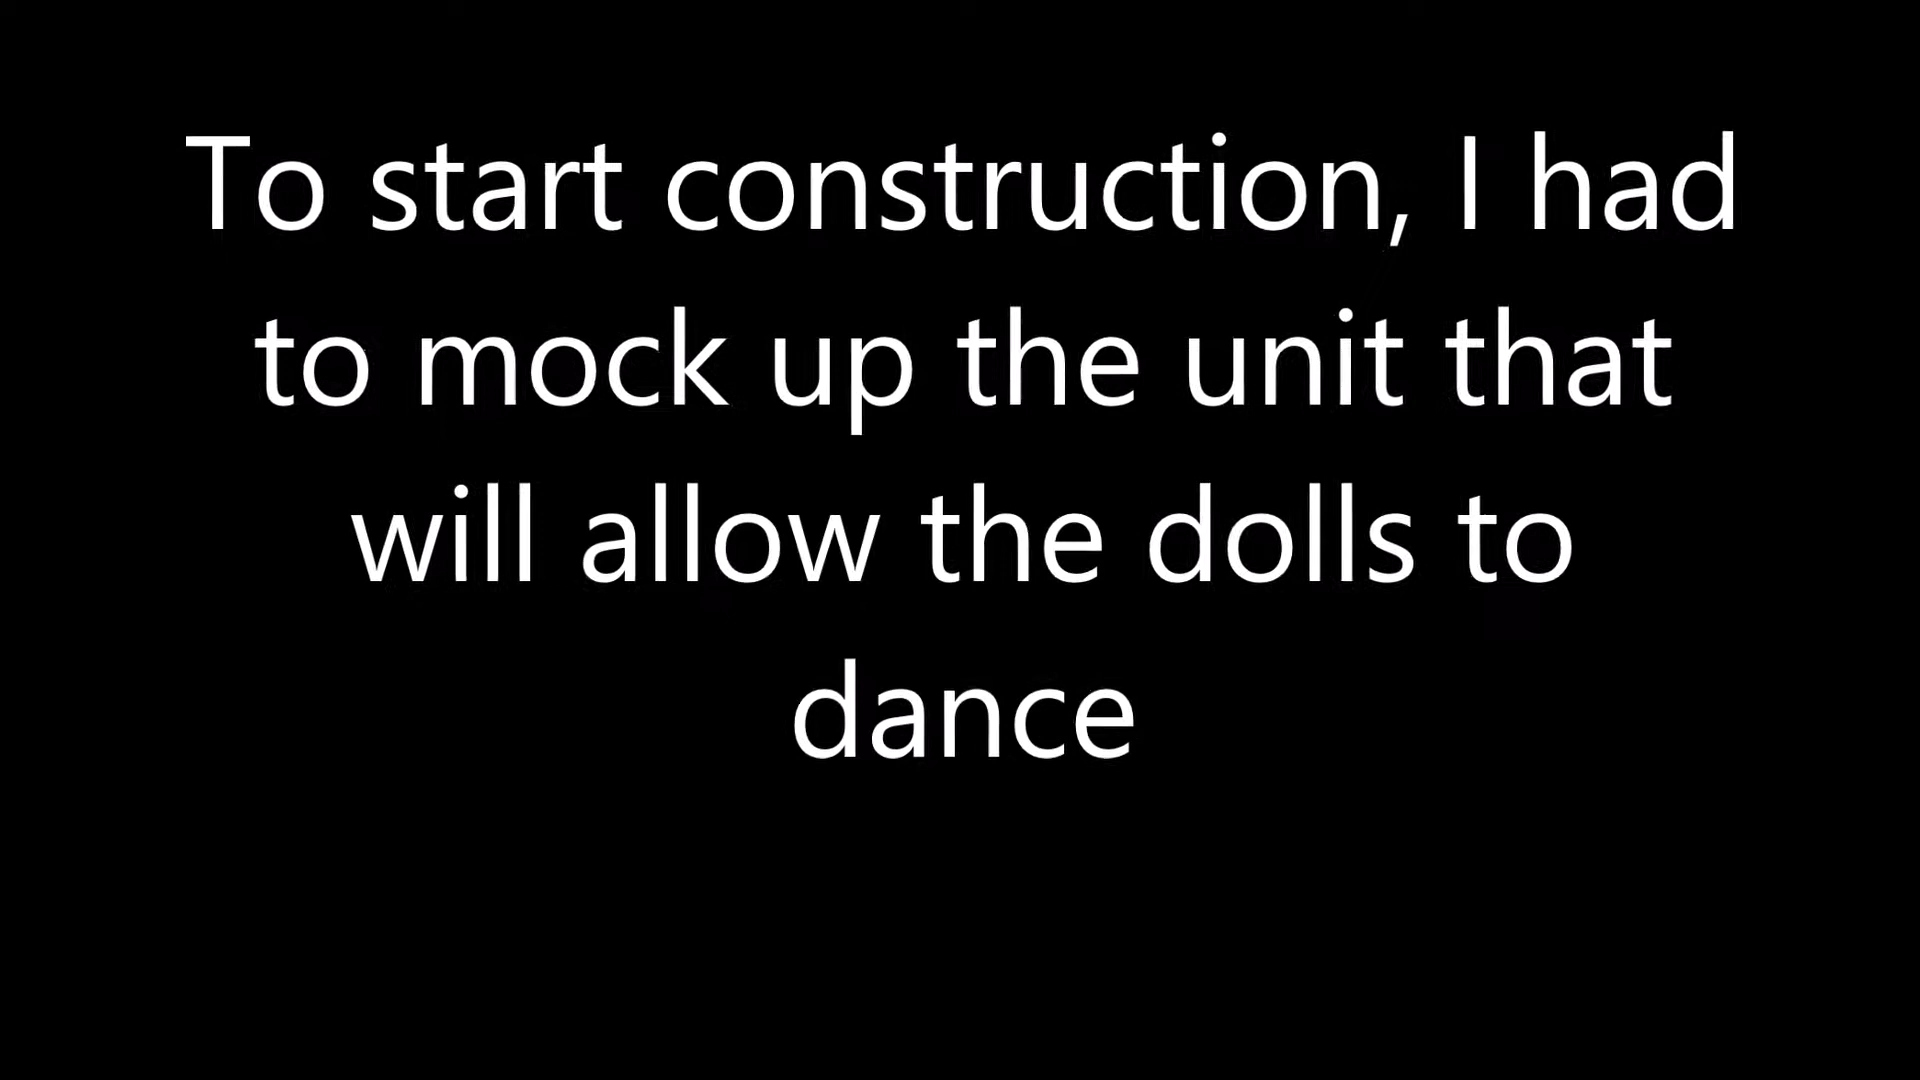 To start construction, I had
to mock up the unit that
will allow the dolls to
dance